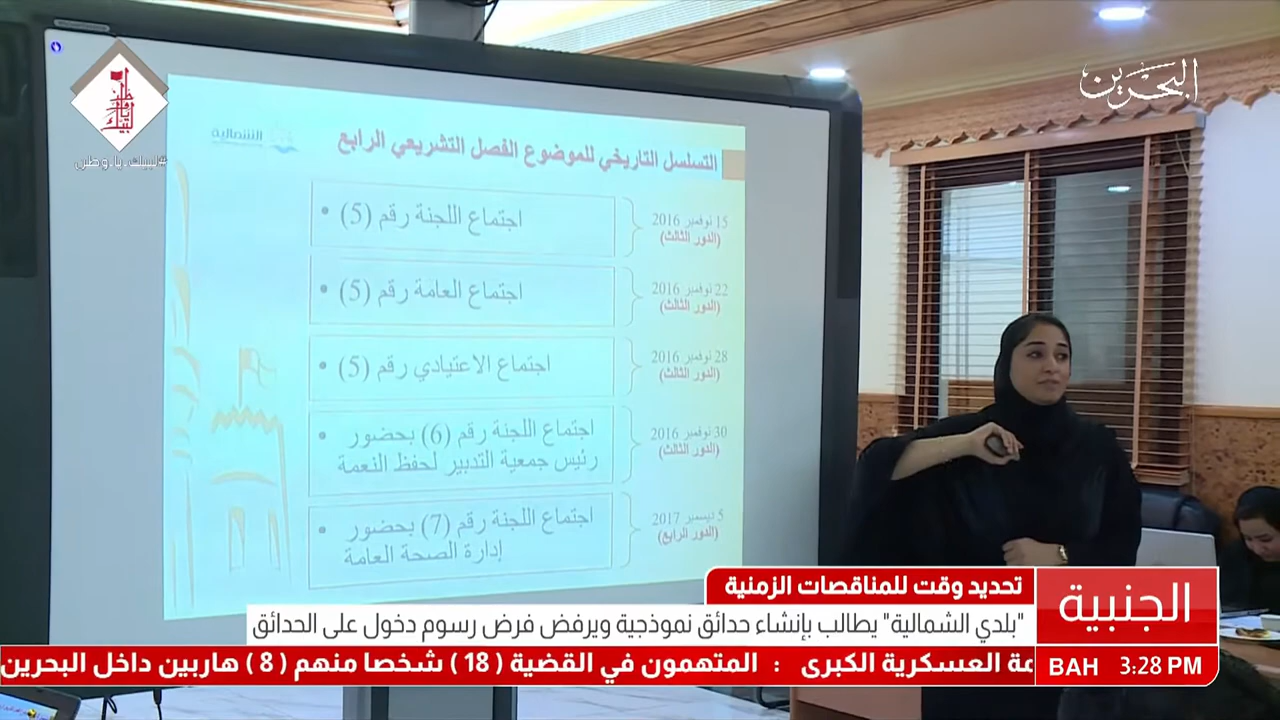 البحرين
#لبيك_يا_وطن
الشمالية
التسلسل التاريخي للموضوع الفصل التشريعي الرابع
15 نوفمبر 2016
(الدور الثالث)
• اجتماع اللجنة رقم (5)
22 نوفمبر 2016
(الدور الثالث)
• اجتماع العامة رقم (5)
28 نوفمبر 2016
(الدور الثالث)
• اجتماع الاعتيادي رقم (5)
30 نوفمبر 2016
(الدور الثالث)
• اجتماع اللجنة رقم (6) بحضور
رئيس جمعية التدبير لحفظ النعمة
5 ديسمبر 2017
(الدور الرابع)
• اجتماع اللجنة رقم (7) بحضور
إدارة الصحة العامة
تحديد وقت للمناقصات الزمنية
الجنبية
"بلدي الشمالية" يطالب بإنشاء حدائق نموذجية ويرفض فرض رسوم دخول على الحدائق
مة العسكرية الكبرى : المتهمون في القضية ( 18 ) شخصا منهم ( 8 ) هاربين داخل البحرين
BAH 3:28 PM